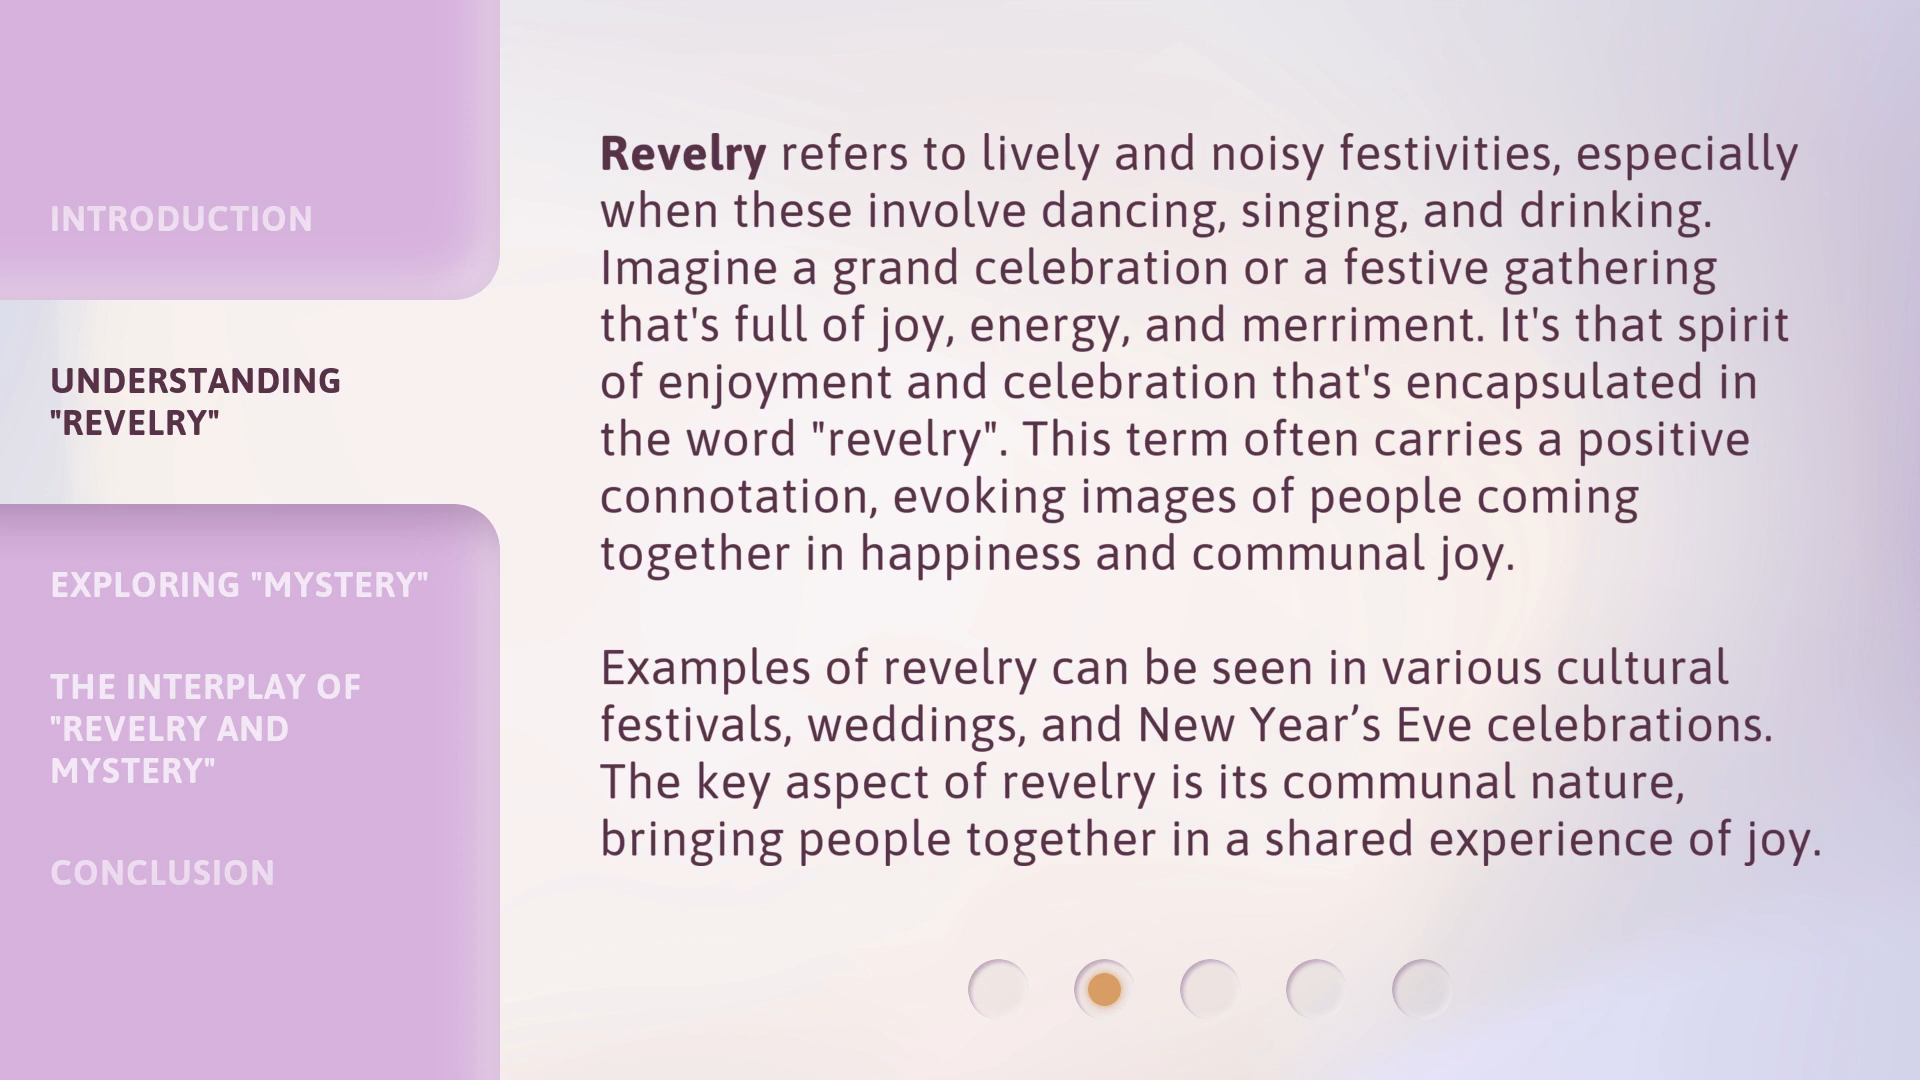 INTRODUCTION
UNDERSTANDING
"REVELRY"
EXPLORING "MYSTERY"
THE INTERPLAY OF
"REVELRY AND
MYSTERY"
CONCLUSION
Revelry refers to lively and noisy festivities, especially
when these involve dancing, singing, and drinking.
Imagine a grand celebration or a festive gathering
that's full of joy, energy, and merriment. It's that spirit
of enjoyment and celebration that's encapsulated in
the word "revelry". This term often carries a positive
connotation, evoking images of people coming
together in happiness and communal joy.
Examples of revelry can be seen in various cultural
festivals, weddings, and New Year’s Eve celebrations.
The key aspect of revelry is its communal nature,
bringing people together in a shared experience of joy.